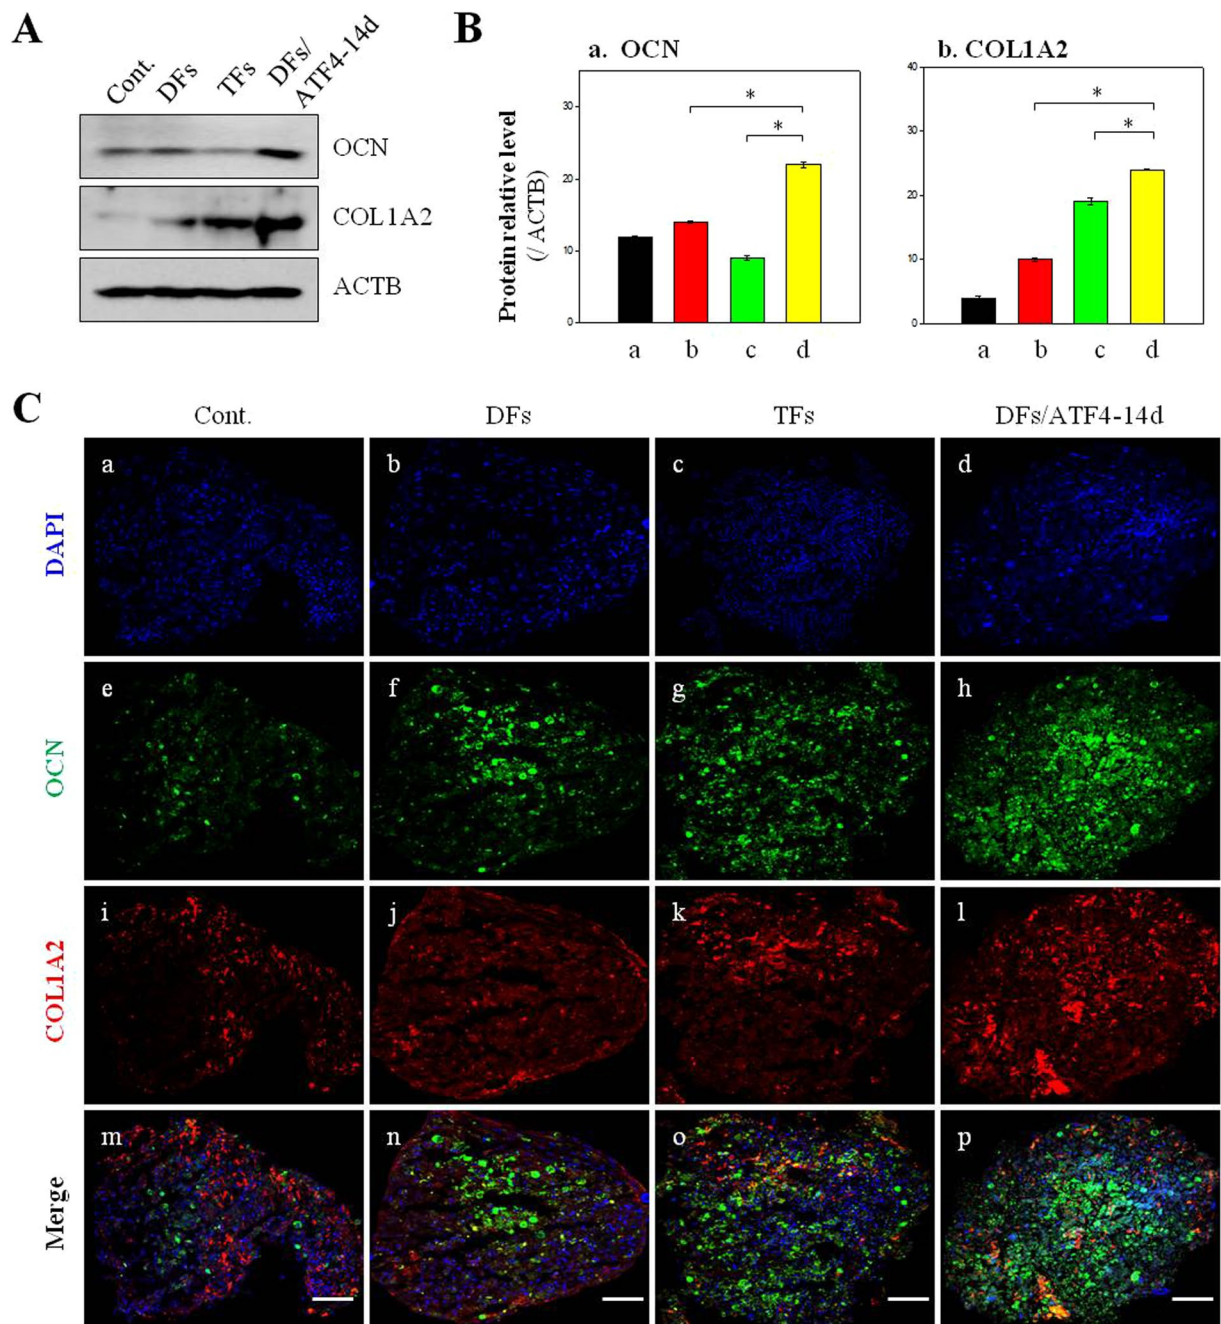 A
Cont.
DFs
TFs
DFs/
ATF4-14d
OCN
COL1A2
ACTB
B
a. OCN
b. COL1A2
Protein relative level
(/ ACTB)
30
20
10
0
*
*
a b c d
40
30
20
10
0
*
*
a b c d
C
Cont. DFs TFs DFs/ATF4-14d
DAPI
a b c d
OCN
e f g h
COL1A2
i j k l
Merge
m n o p